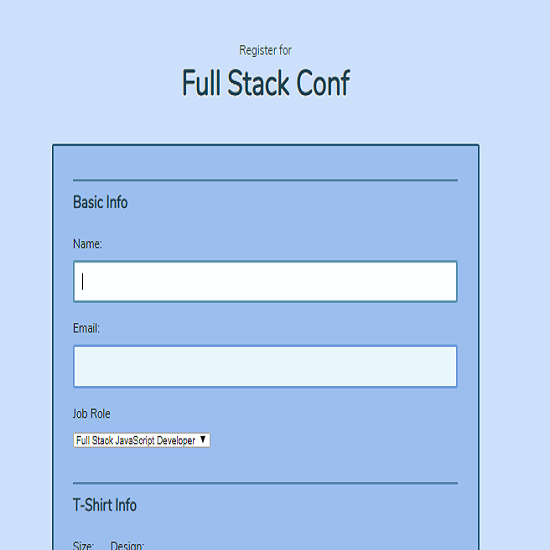 Register for
Full Stack Conf
Basic Info
Name:
Email:
Job Role
Full Stack JavaScript Developer
T-Shirt Info
Size: Design: